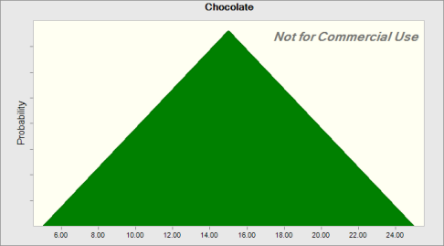 Chocolate
Not for Commercial Use
Probability
6.00 8.00 10.00 12.00 14.00 16.00 18.00 20.00 22.00 24.00